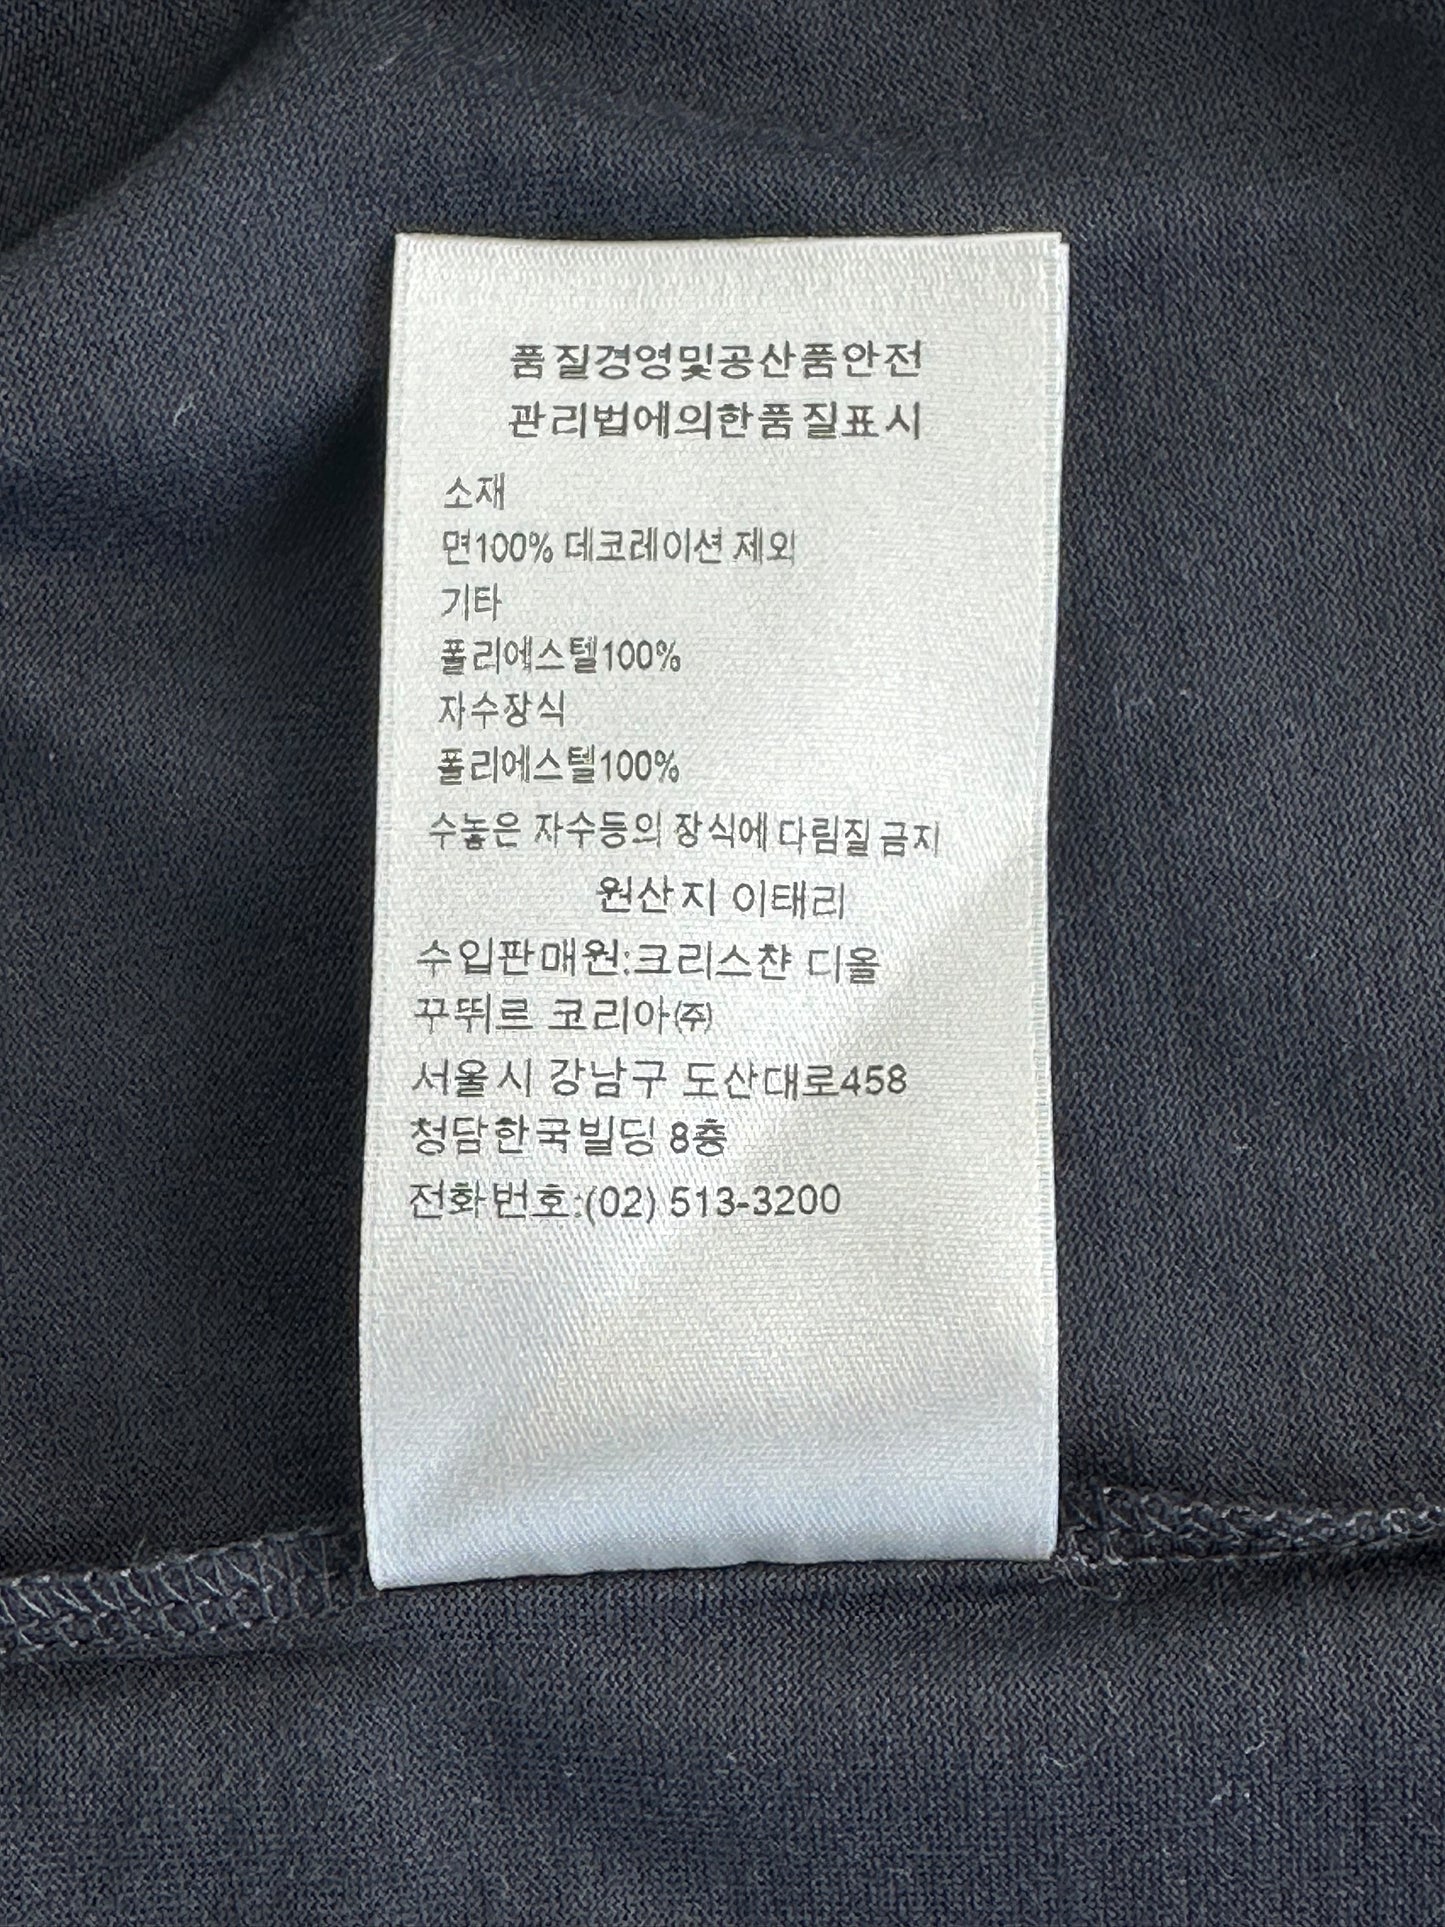 품질경영및공산품안전
관리법에의한품질표시
소재
면100% 데코레이션 제외
기타
폴리에스텔100%
자수장식
폴리에스텔100%
수놓은 자수등의 장식에 다림질 금지
원산지 이태리
수입판매원:크리스챤 디올
꾸뛰르 코리아㈜
서울시 강남구 도산대로458
청담한국빌딩 8층
전화번호:(02) 513-3200